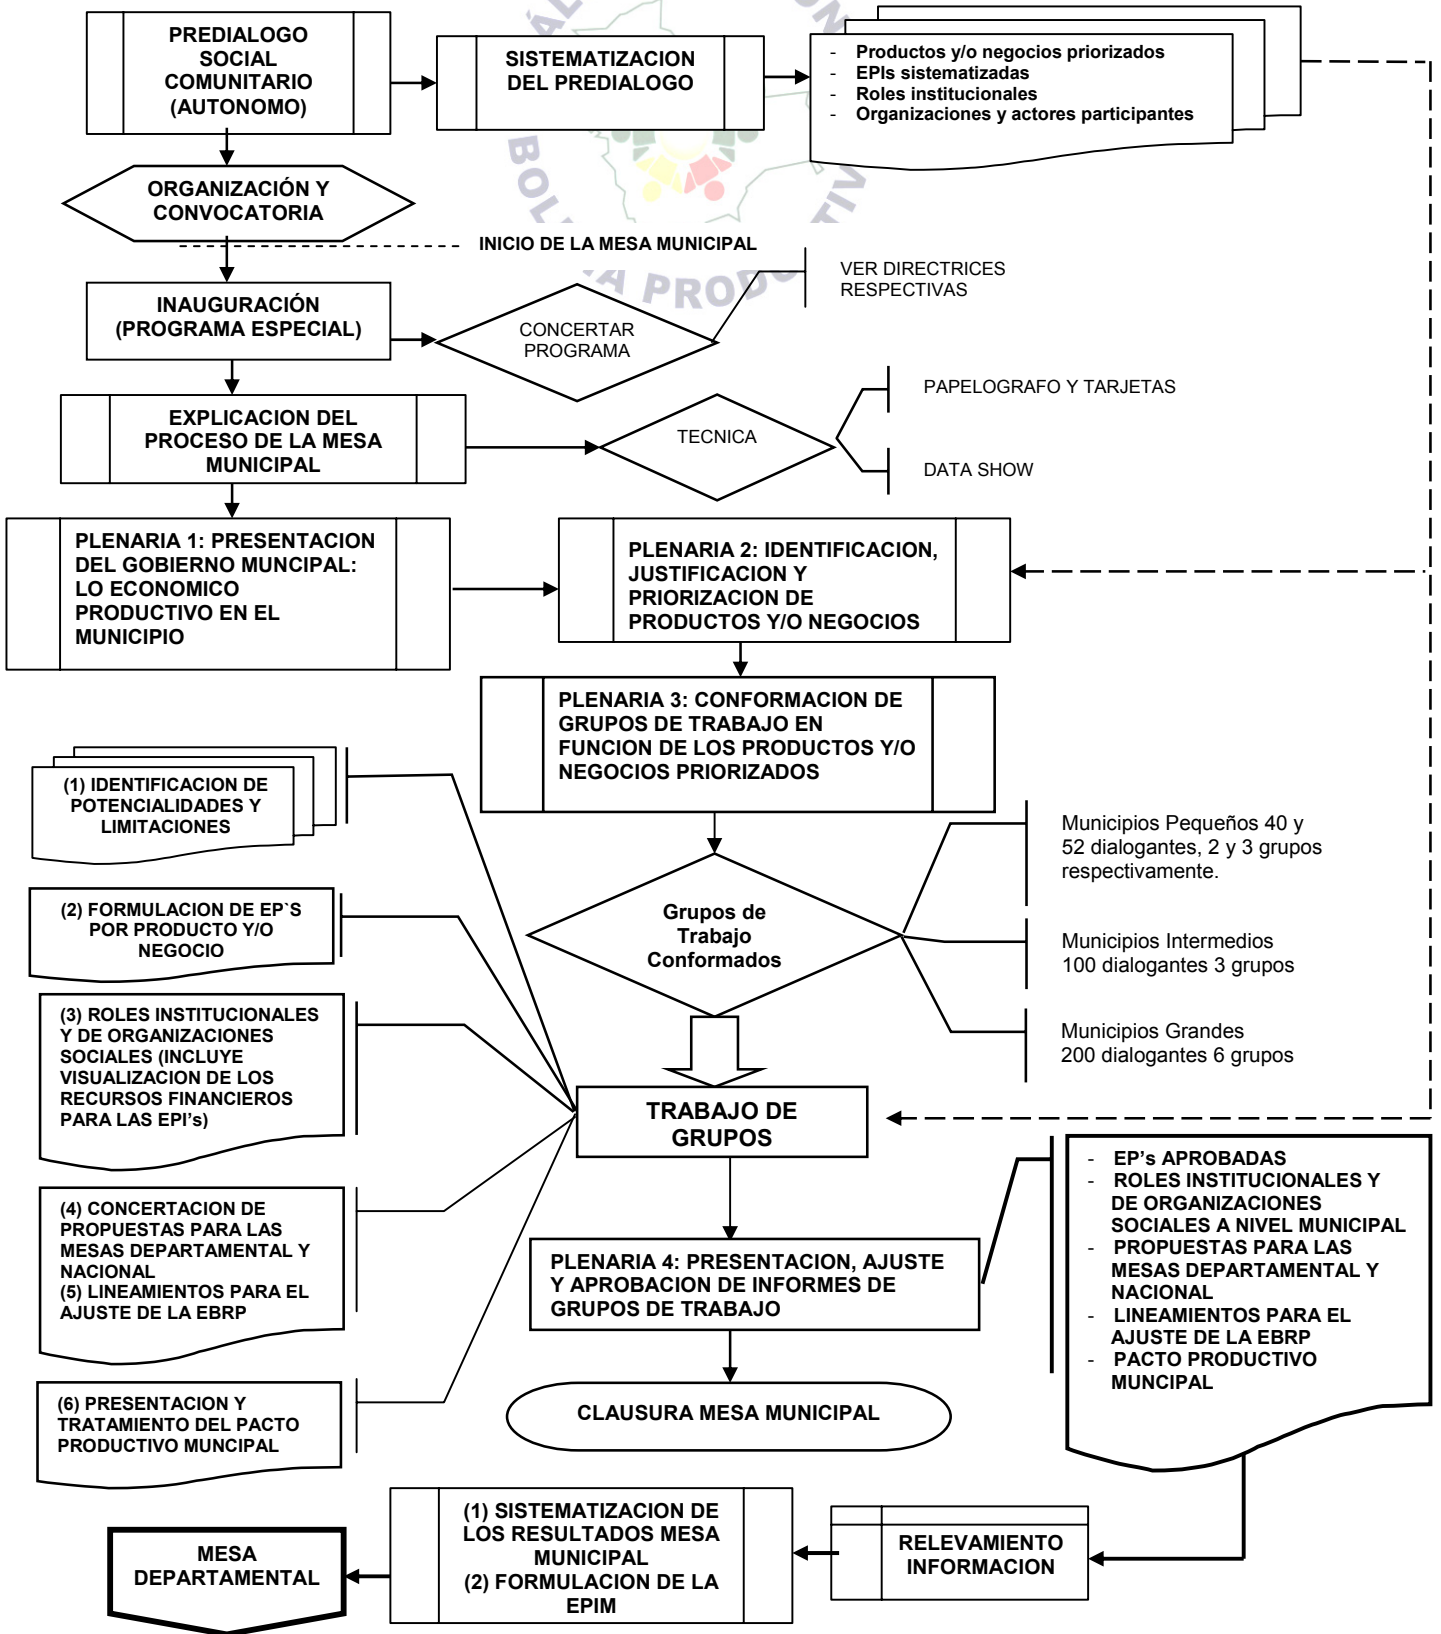 PREDIALOGO
SOCIAL
COMUNITARIO
(AUTONOMO)
SISTEMATIZACION
DEL PREDIALOGO
- Productos y/o negocios priorizados
- EPIs sistematizadas
- Roles institucionales
- Organizaciones y actores participantes
ORGANIZACIÓN Y
CONVOCATORIA
INICIO DE LA MESA MUNICIPAL
INAUGURACIÓN
(PROGRAMA ESPECIAL)
CONCERTAR
PROGRAMA
VER DIRECTRICES
RESPECTIVAS
EXPLICACION DEL
PROCESO DE LA MESA
MUNICIPAL
TECNICA
PAPELOGRAFO Y TARJETAS
DATA SHOW
PLENARIA 1: PRESENTACION
DEL GOBIERNO MUNCIPAL:
LO ECONOMICO
PRODUCTIVO EN EL
MUNICIPIO
PLENARIA 2: IDENTIFICACION,
JUSTIFICACION Y
PRIORIZACION DE
PRODUCTOS Y/O NEGOCIOS
PLENARIA 3: CONFORMACION DE
GRUPOS DE TRABAJO EN
FUNCION DE LOS PRODUCTOS Y/O
NEGOCIOS PRIORIZADOS
(1) IDENTIFICACION DE
POTENCIALIDADES Y
LIMITACIONES
(2) FORMULACION DE EP`S
POR PRODUCTO Y/O
NEGOCIO
(3) ROLES INSTITUCIONALES
Y DE ORGANIZACIONES
SOCIALES (INCLUYE
VISUALIZACION DE LOS
RECURSOS FINANCIEROS
PARA LAS EPI's)
(4) CONCERTACION DE
PROPUESTAS PARA LAS
MESAS DEPARTAMENTAL Y
NACIONAL
(5) LINEAMIENTOS PARA EL
AJUSTE DE LA EBRP
(6) PRESENTACION Y
TRATAMIENTO DEL PACTO
PRODUCTIVO MUNCIPAL
Grupos de
Trabajo
Conformados
Municipios Pequeños 40 y
52 dialogantes, 2 y 3 grupos
respectivamente.
Municipios Intermedios
100 dialogantes 3 grupos
Municipios Grandes
200 dialogantes 6 grupos
TRABAJO DE
GRUPOS
PLENARIA 4: PRESENTACION, AJUSTE
Y APROBACION DE INFORMES DE
GRUPOS DE TRABAJO
CLAUSURA MESA MUNICIPAL
- EP's APROBADAS
- ROLES INSTITUCIONALES Y
DE ORGANIZACIONES
SOCIALES A NIVEL MUNICIPAL
- PROPUESTAS PARA LAS
MESAS DEPARTAMENTAL Y
NACIONAL
- LINEAMIENTOS PARA EL
AJUSTE DE LA EBRP
- PACTO PRODUCTIVO
MUNCIPAL
RELEVAMIENTO
INFORMACION
(1) SISTEMATIZACION DE
LOS RESULTADOS MESA
MUNICIPAL
(2) FORMULACION DE LA
EPIM
MESA
DEPARTAMENTAL